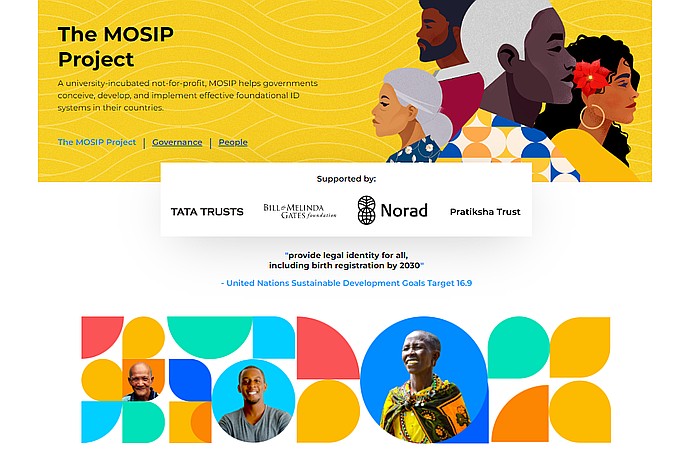 The MOSIP
Project
A university-incubated not-for-profit, MOSIP helps governments
conceive, develop, and implement effective foundational ID
systems in their countries.
The MOSIP Project | Governance | People
Supported by:
TATA TRUSTS
BILL & MELINDA
GATES foundation
Norad
Pratiksha Trust
"provide legal identity for all,
including birth registration by 2030"
- United Nations Sustainable Development Goals Target 16.9